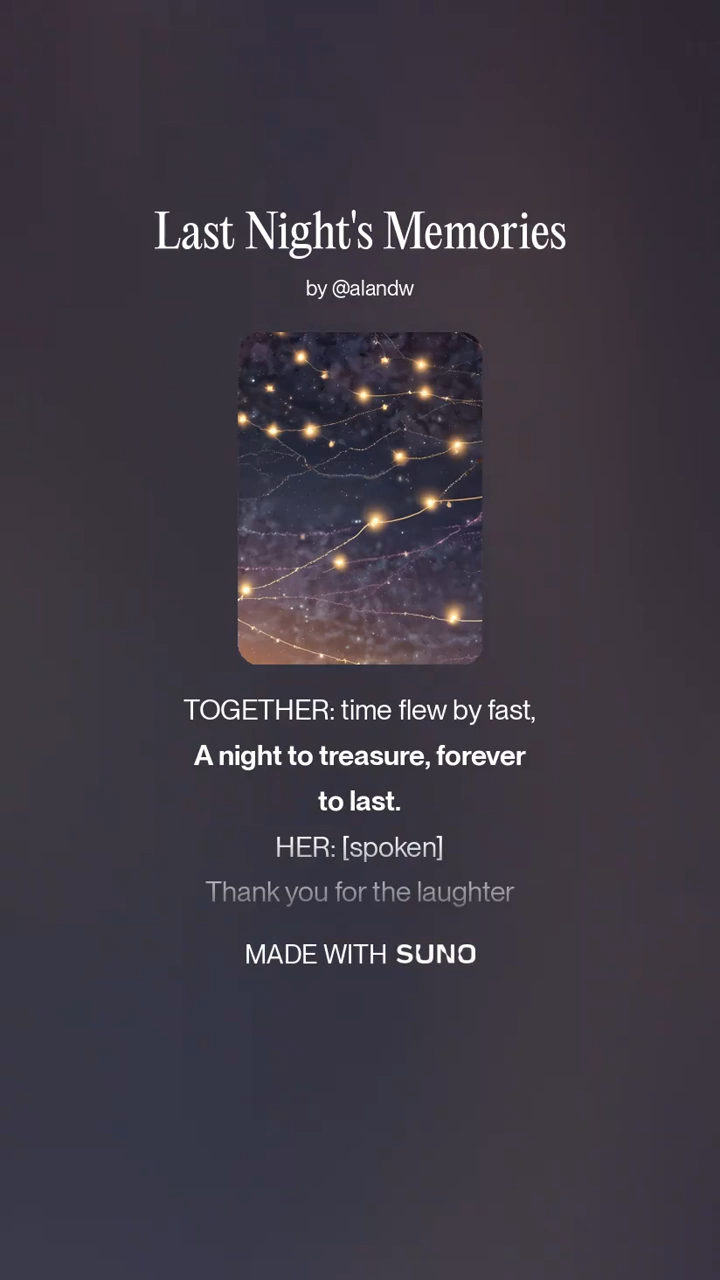 Last Night's Memories
by @alandw
TOGETHER: time flew by fast,
A night to treasure, forever
to last.
HER: [spoken]
Thank you for the laughter
MADE WITH SUNO